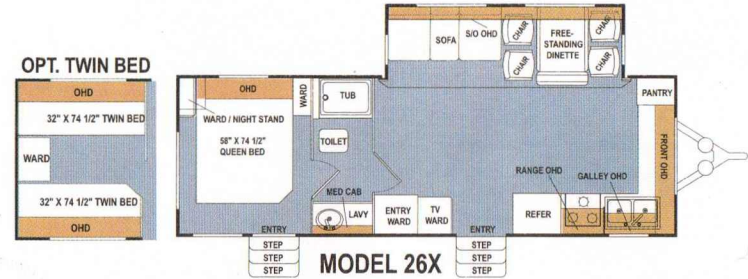 OPT. TWIN BED
OHD
32" X 74 1/2" TWIN BED
WARD
32" X 74 1/2" TWIN BED
OHD
OHD
WARD
WARD / NIGHT STAND
58" X 74 1/2"
QUEEN BED
TUB
TOILET
MED CAB
LAVY
ENTRY
WARD
TV
WARD
ENTRY
STEP
STEP
STEP
ENTRY
STEP
STEP
STEP
SOFA
S/O OHD
CHAIR
CHAIR
FREE-
STANDING
DINETTE
CHAIR
CHAIR
PANTRY
FRONT OHD
RANGE OHD
GALLEY OHD
REFER
MODEL 26X